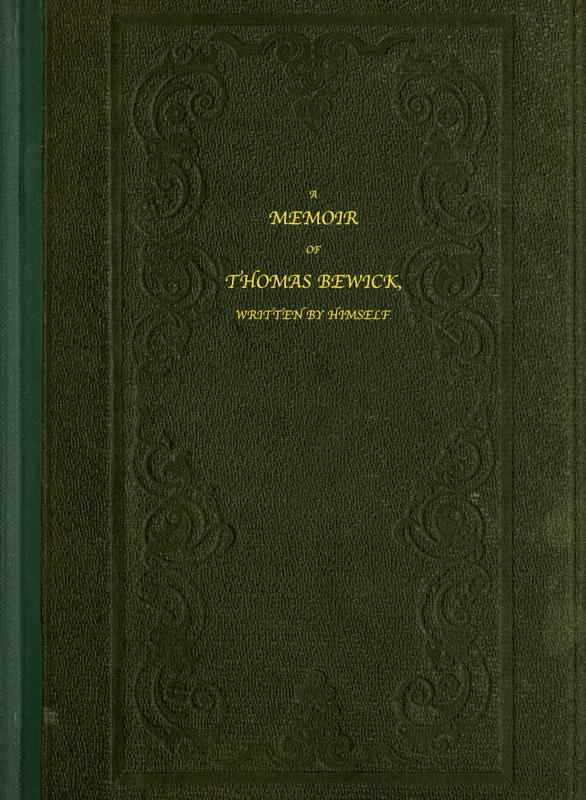 A
MEMOIR
OF
THOMAS BEWICK,
WRITTEN BY HIMSELF